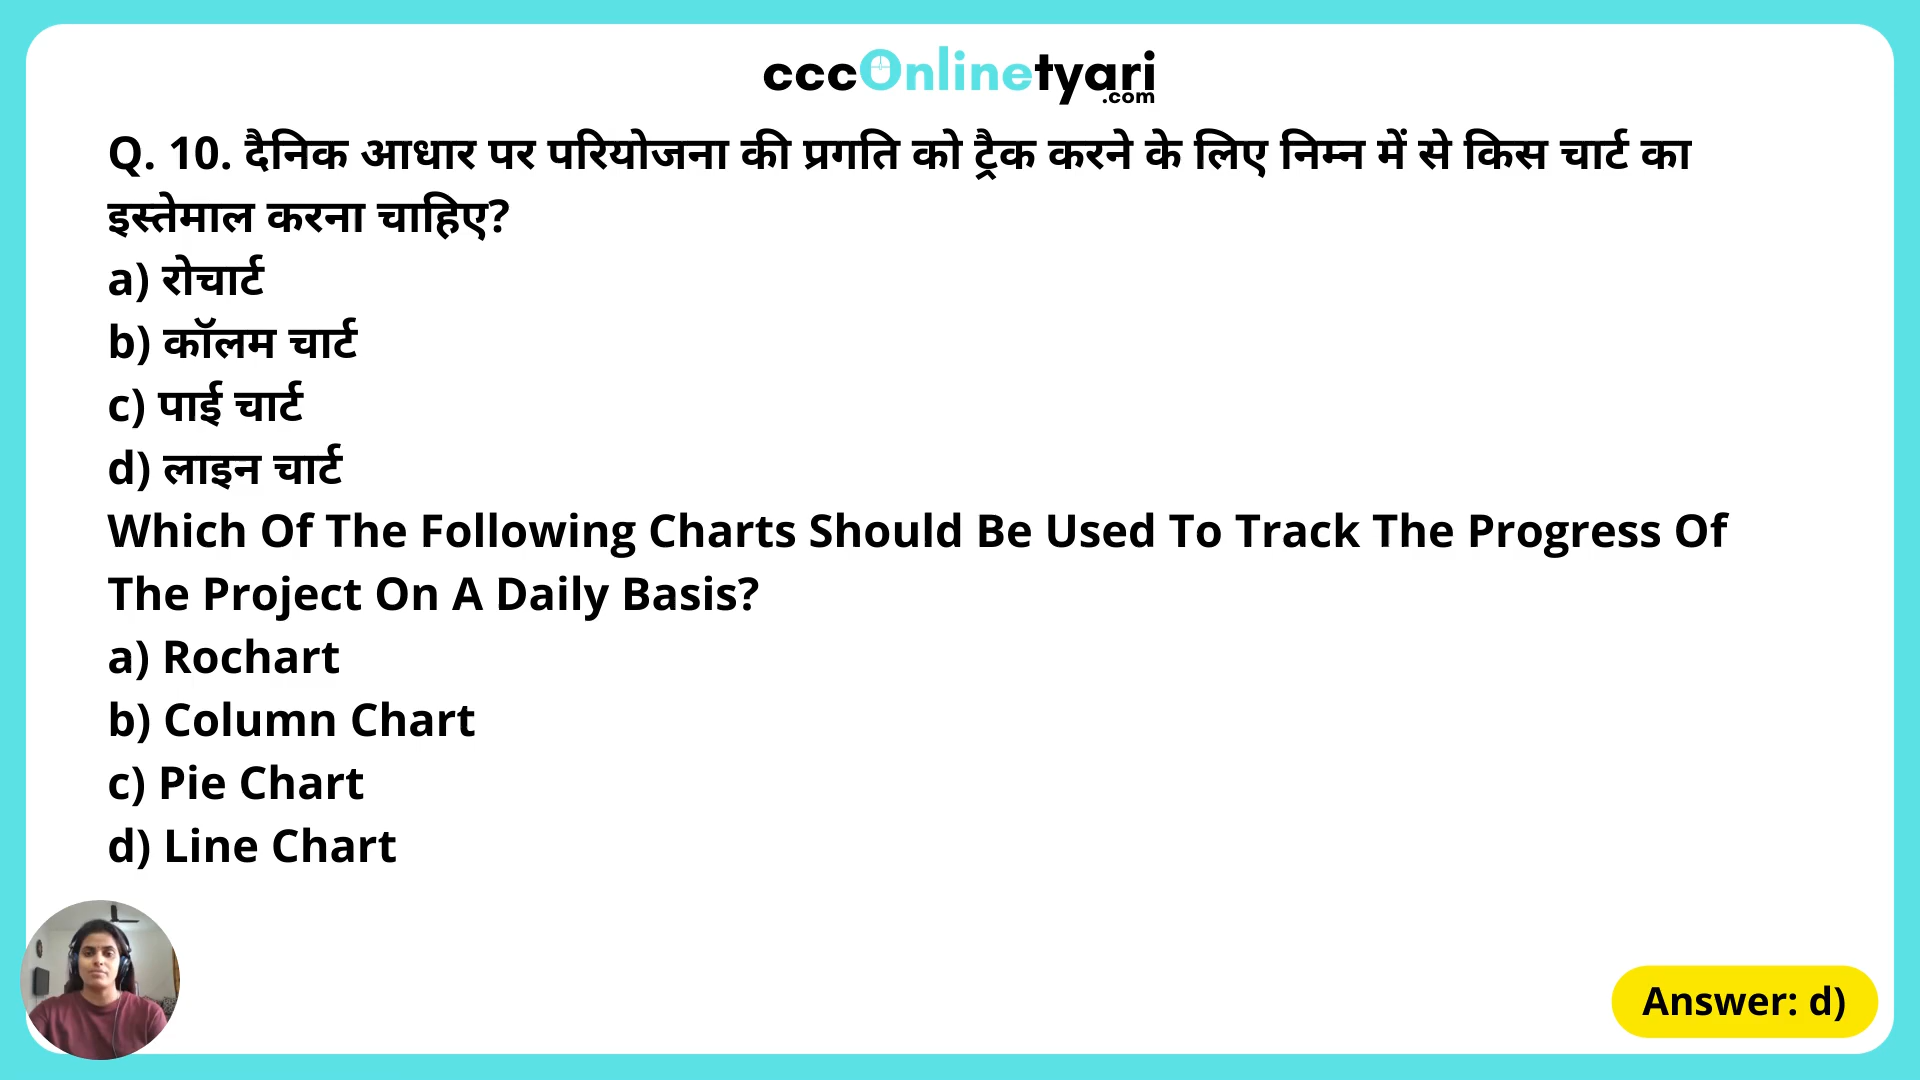 cccOnlinetyari
.com
Q. 10. दैनिक आधार पर परियोजना की प्रगति को ट्रैक करने के लिए निम्न में से किस चार्ट का
इस्तेमाल करना चाहिए?
a) रोचार्ट
b) कॉलम चार्ट
c) पाई चार्ट
d) लाइन चार्ट
Which Of The Following Charts Should Be Used To Track The Progress Of
The Project On A Daily Basis?
a) Rochart
b) Column Chart
c) Pie Chart
d) Line Chart
Answer: d)